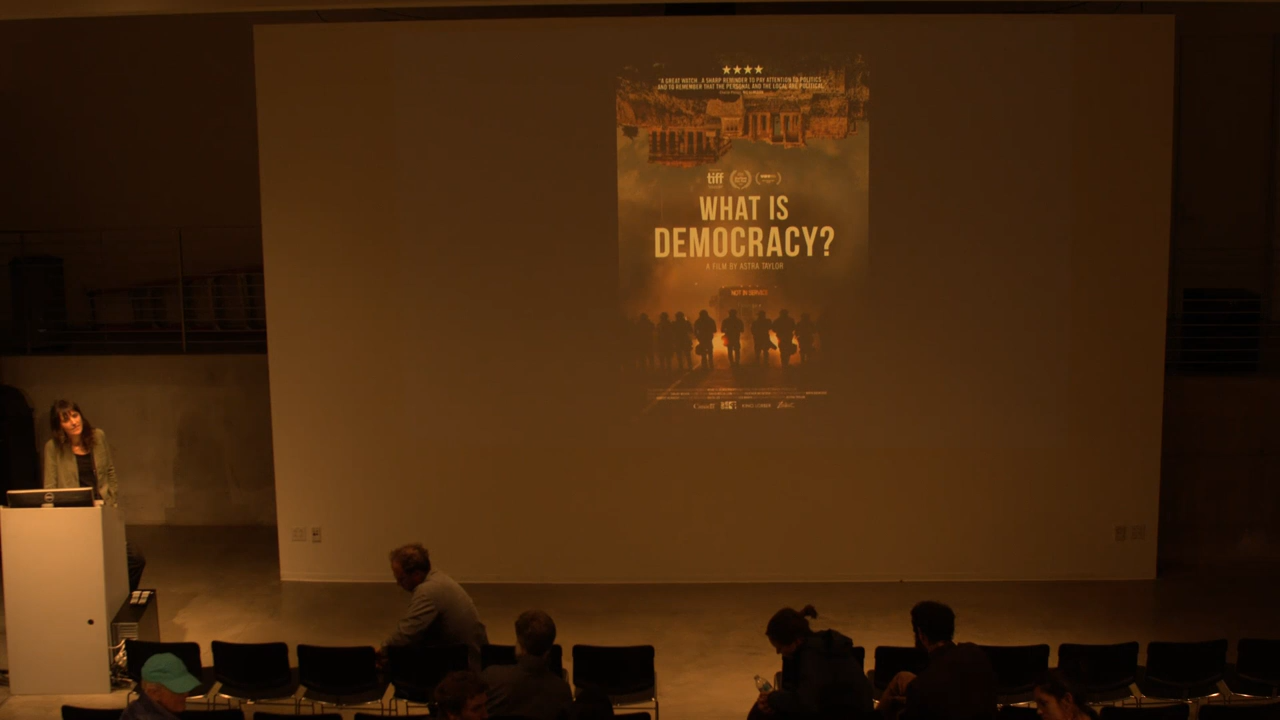 "A GREAT WATCH. A SHARP REMINDER TO PAY ATTENTION TO POLITICS
AND TO REMEMBER THAT THE PERSONAL AND THE LOCAL ARE POLITICAL.
tiff
WHAT IS
DEMOCRACY?
A FILM BY ASTRA TAYLOR
NOT IN SERVICE
Canada